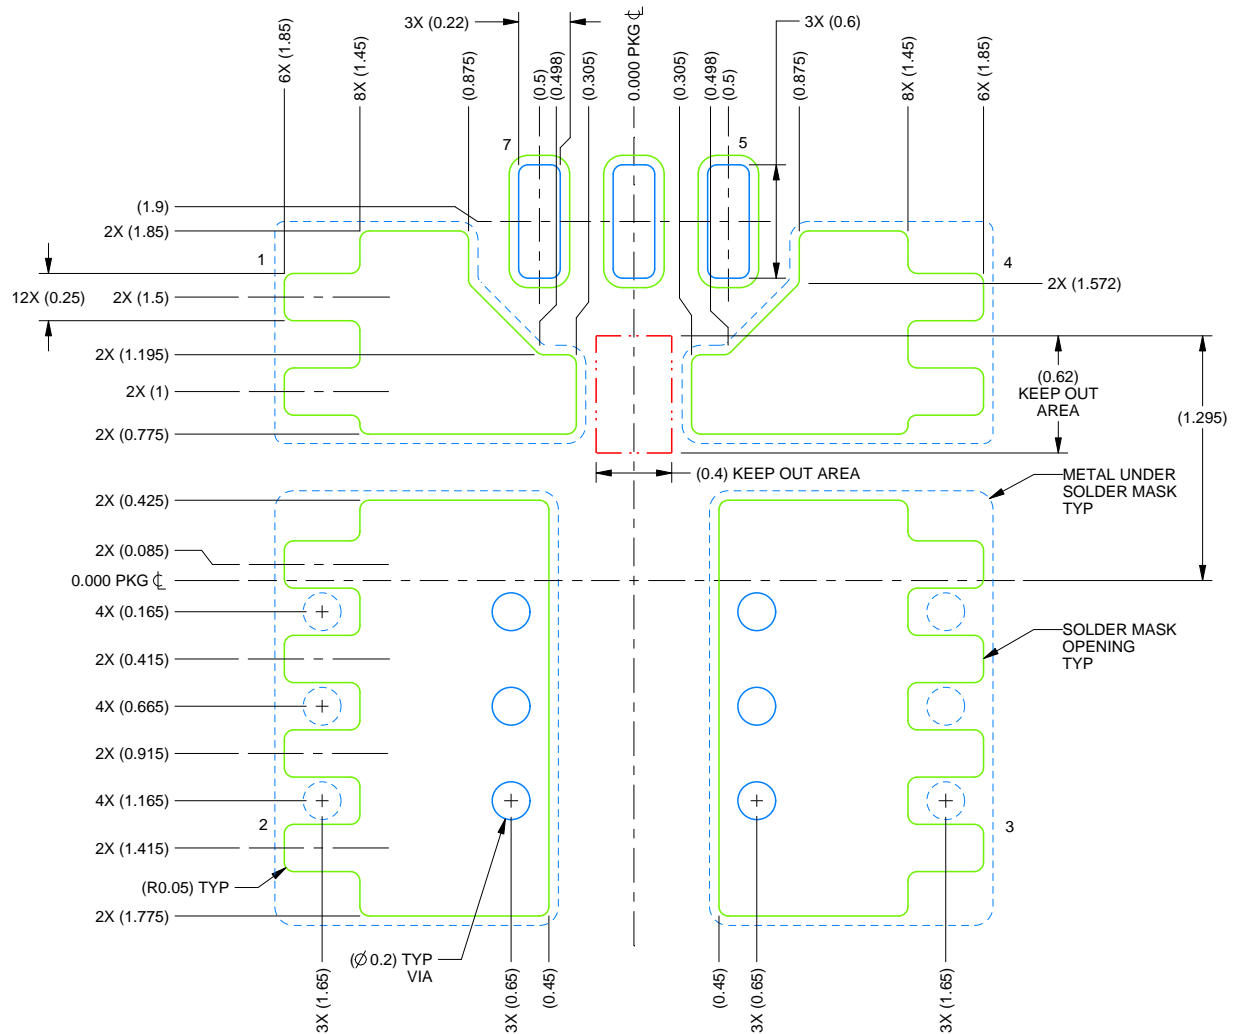 3X (0.22)
3X (0.6)
6X (1.85)
8X (1.45)
(0.875)
(0.5)
(0.498)
(0.305)
0.000 PKG ℄
(0.305)
(0.498)
(0.5)
(0.875)
8X (1.45)
6X (1.85)
7
5
(1.9)
2X (1.85)
1
4
12X (0.25)
2X (1.5)
2X (1.572)
2X (1.195)
2X (1)
2X (0.775)
(0.62)
KEEP OUT
AREA
(1.295)
(0.4) KEEP OUT AREA
METAL UNDER
SOLDER MASK
TYP
2X (0.425)
2X (0.085)
0.000 PKG ℄
4X (0.165)
2X (0.415)
SOLDER MASK
OPENING
TYP
4X (0.665)
2X (0.915)
4X (1.165)
2
3
2X (1.415)
(R0.05) TYP
2X (1.775)
(Ø0.2) TYP
VIA
3X (1.65)
3X (0.65)
(0.45)
(0.45)
3X (0.65)
3X (1.65)